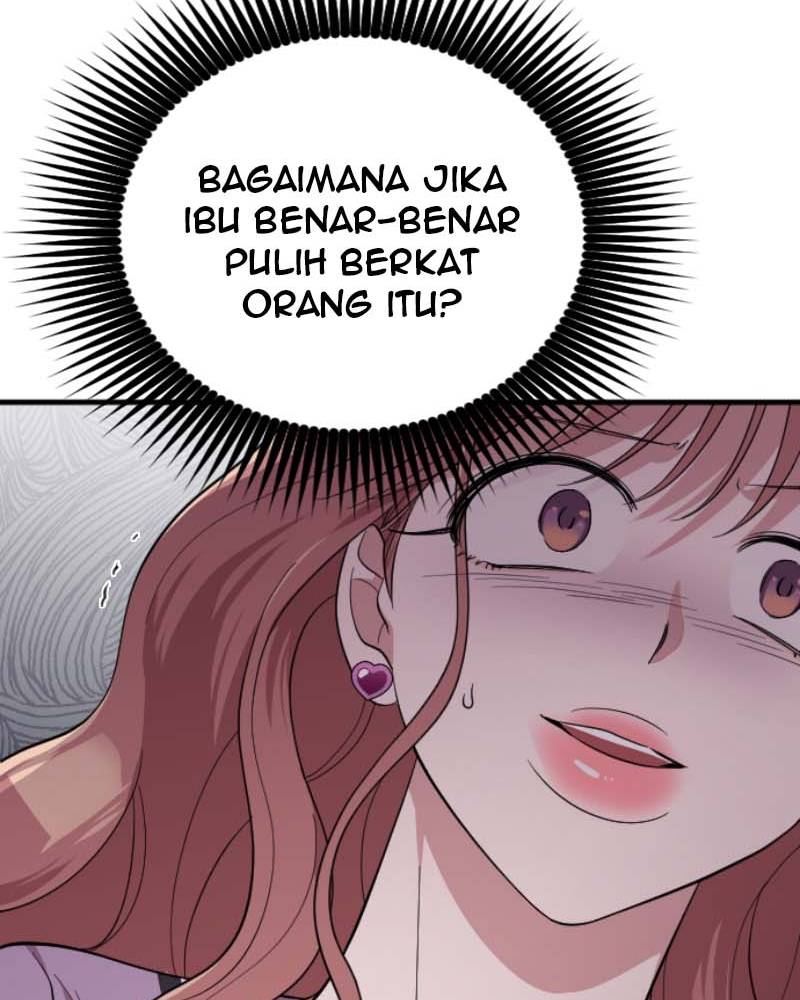 BAGAIMANA JIKA
IBU BENAR-BENAR
PULIH BERKAT
ORANG ITU?